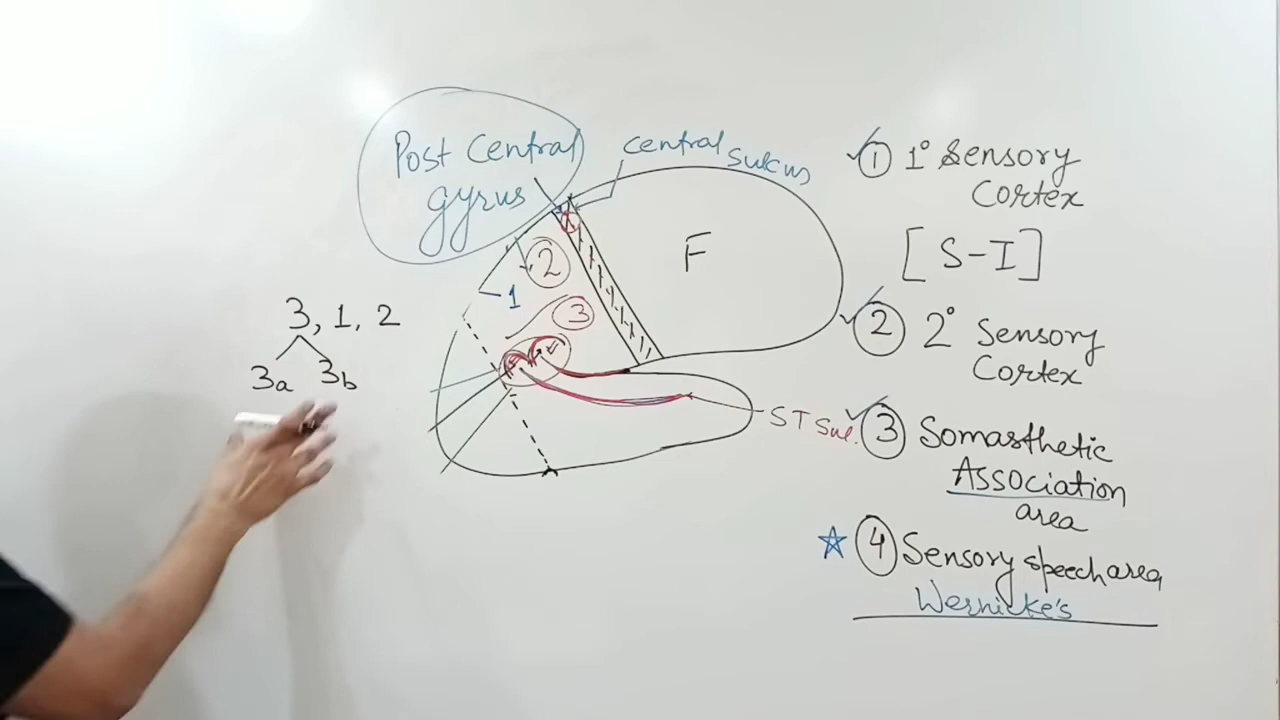 Post Central
gyrus
central sulcus
F
2
1
3
3, 1, 2
3a 3b
ST Sul.
1 1° Sensory
Cortex
[S-I]
2 2° Sensory
Cortex
3 Somasthetic
Association
area
4 Sensory speech area
Wernicke's